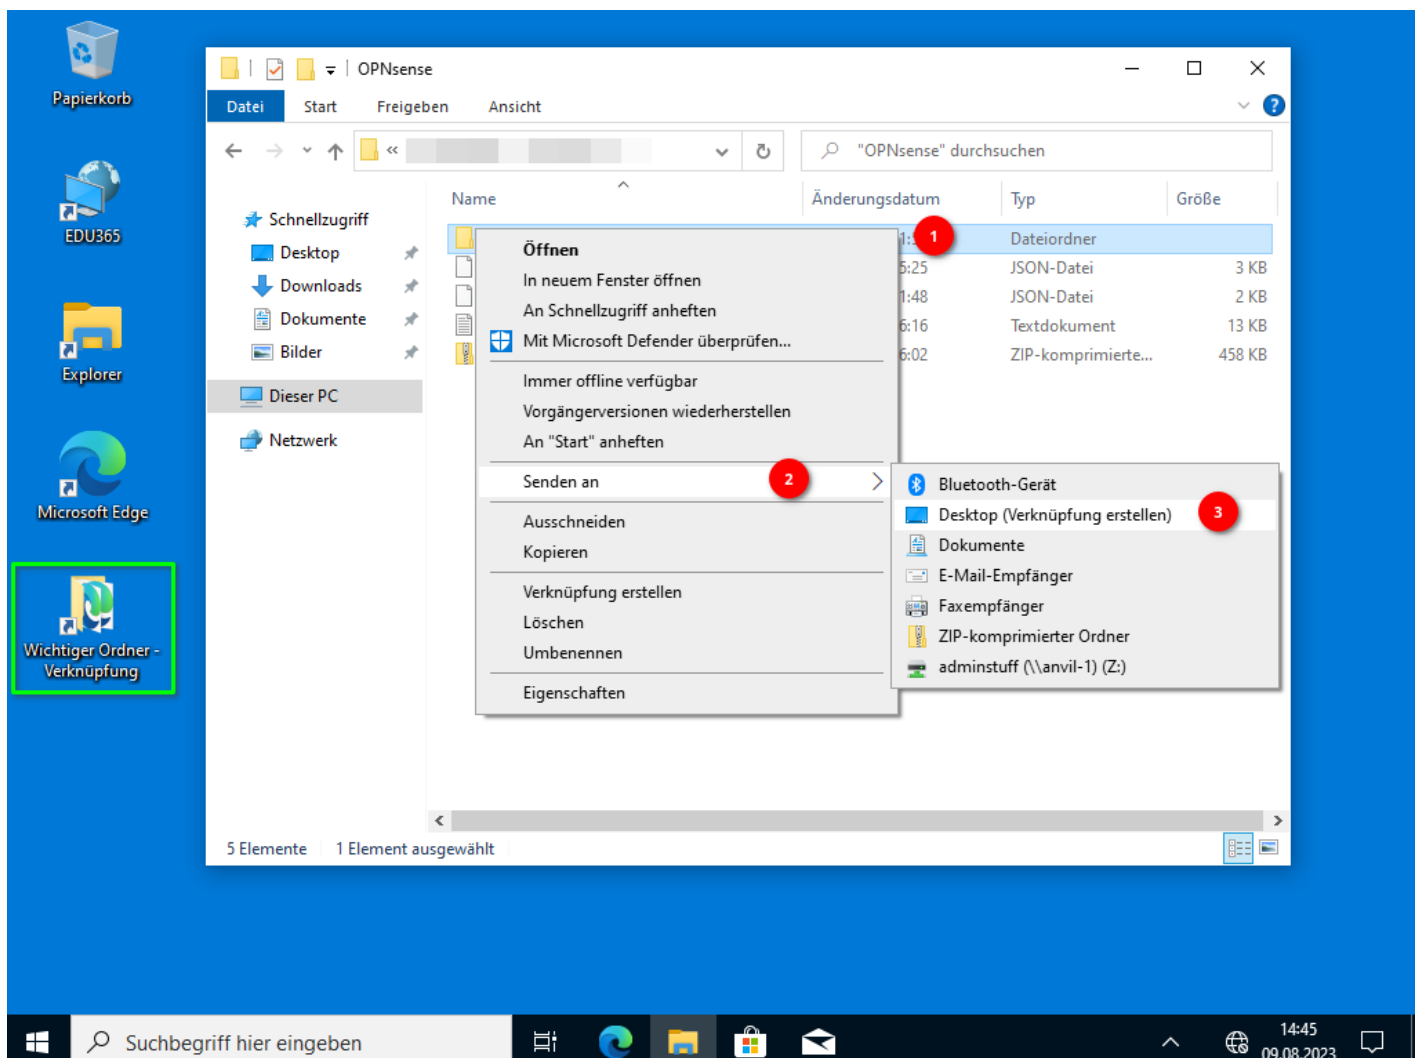 Papierkorb
EDU365
Explorer
Microsoft Edge
Wichtiger Ordner -
Verknüpfung
OPNsense
Datei Start Freigeben Ansicht
"OPNsense" durchsuchen
Name Änderungsdatum Typ Größe
Schnellzugriff
Desktop
Downloads
Dokumente
Bilder
Dieser PC
Netzwerk
1 Dateiordner
5:25 JSON-Datei 3 KB
1:48 JSON-Datei 2 KB
6:16 Textdokument 13 KB
6:02 ZIP-komprimierte... 458 KB
Öffnen
In neuem Fenster öffnen
An Schnellzugriff anheften
Mit Microsoft Defender überprüfen...
Immer offline verfügbar
Vorgängerversionen wiederherstellen
An "Start" anheften
Senden an 2
Ausschneiden
Kopieren
Verknüpfung erstellen
Löschen
Umbenennen
Eigenschaften
Bluetooth-Gerät
Desktop (Verknüpfung erstellen) 3
Dokumente
E-Mail-Empfänger
Faxempfänger
ZIP-komprimierter Ordner
adminstuff (\\anvil-1) (Z:)
5 Elemente 1 Element ausgewählt
Suchbegriff hier eingeben
14:45
09.08.2023